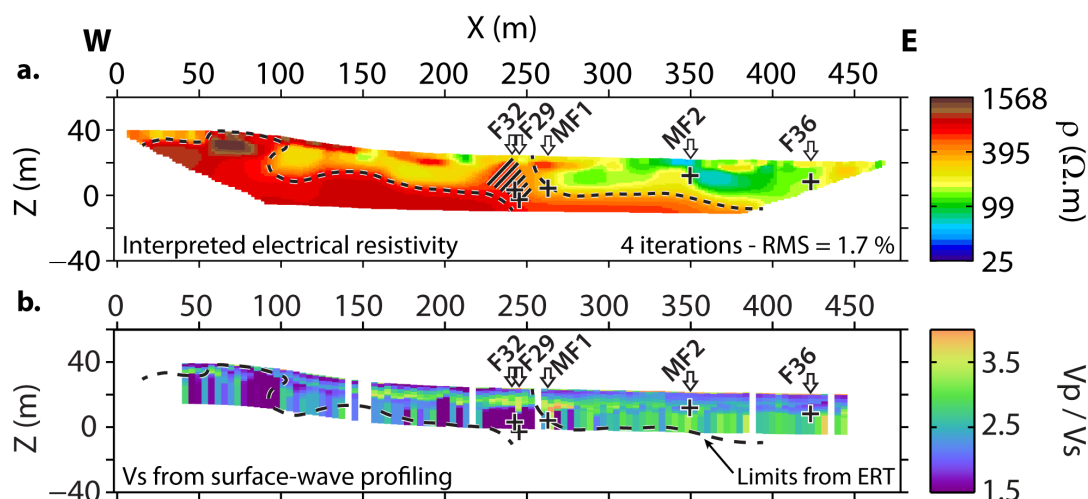 X (m)
W E
a. 0 50 100 150 200 250 300 350 400 450
F32 F29 MF1 MF2 F36
40
0
−40
Z (m)
Interpreted electrical resistivity 4 iterations - RMS = 1.7 %
1568
395
99
25
ρ (Ω.m)
b. 0 50 100 150 200 250 300 350 400 450
F32 F29 MF1 MF2 F36
40
0
−40
Z (m)
Vs from surface-wave profiling Limits from ERT
3.5
2.5
1.5
Vp / Vs